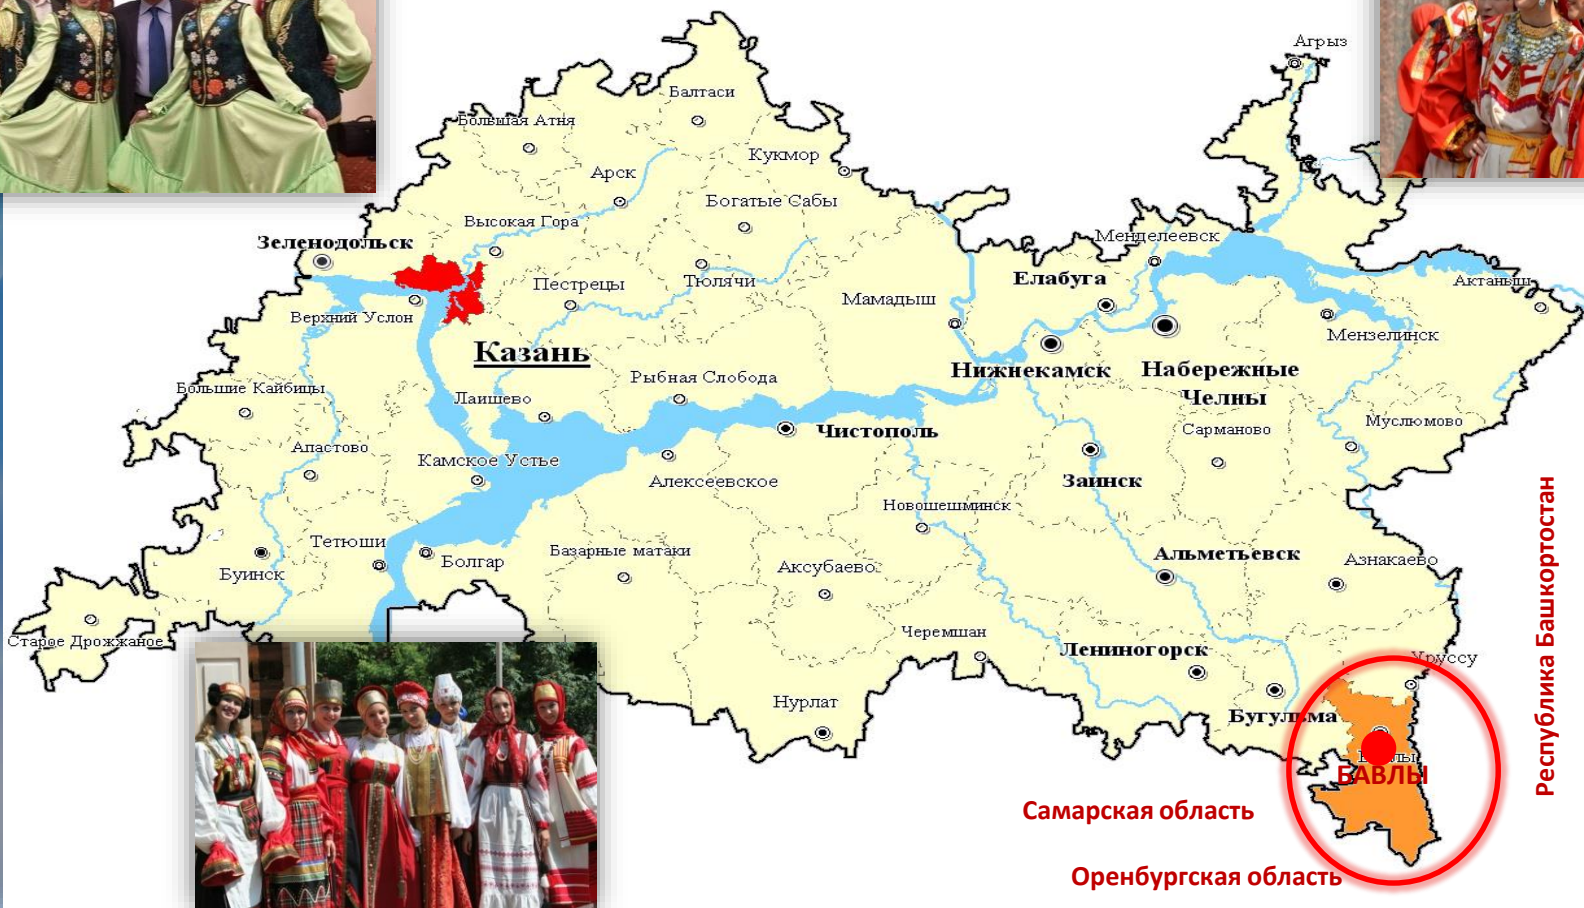 Агрыз
Балтаси
Большая Атня
Кукмор
Арск
Богатые Сабы
Высокая Гора
Менделеевск
Зеленодольск
Елабуга
Актаныш
Пестрецы
Тюлячи
Мамадыш
Верхний Услон
Мензелинск
Казань
Нижнекамск
Набережные
Челны
Рыбная Слобода
Большие Кайбицы
Лаишево
Муслюмово
Чистополь
Сарманово
Апастово
Камское Устье
Алексеевское
Заинск
Новошешминск
Тетюши
Базарные матаки
Альметьевск
Болгар
Азнакаево
Буинск
Аксубаево
Старое Дрожжаное
Черемшан
Лениногорск
Уруссу
Нурлат
Бугульма
БАВЛЫ
Республика Башкортостан
Самарская область
Оренбургская область